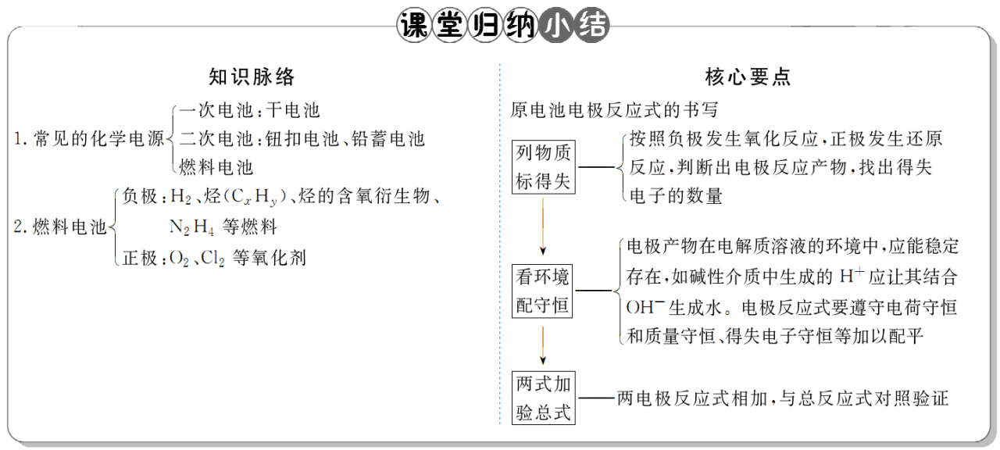 课堂归纳小结
知识脉络
1. 常见的化学电源
一次电池:干电池
二次电池:钮扣电池、铅蓄电池
燃料电池
2. 燃料电池
负极:H₂、烃(CₓHᵧ)、烃的含氧衍生物、
N₂H₄ 等燃料
正极:O₂、Cl₂ 等氧化剂
核心要点
原电池电极反应式的书写
列物质
标得失
按照负极发生氧化反应,正极发生还原
反应,判断出电极反应产物,找出得失
电子的数量
看环境
配守恒
电极产物在电解质溶液的环境中,应能稳定
存在,如碱性介质中生成的 H⁺ 应让其结合
OH⁻ 生成水。电极反应式要遵守电荷守恒
和质量守恒、得失电子守恒等加以配平
两式加
验总式
两电极反应式相加,与总反应式对照验证